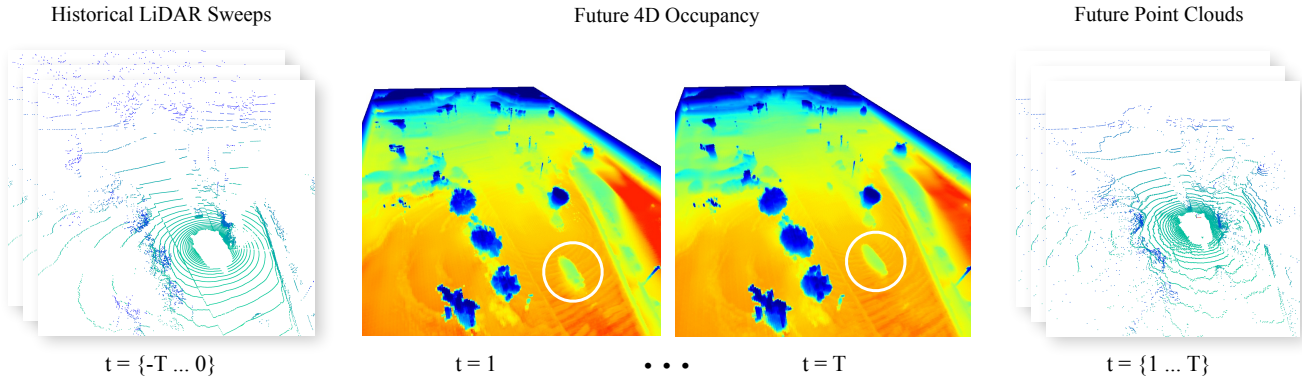 Historical LiDAR Sweeps
Future 4D Occupancy
Future Point Clouds
t = {-T ... 0}
t = 1
• • •
t = T
t = {1 ... T}